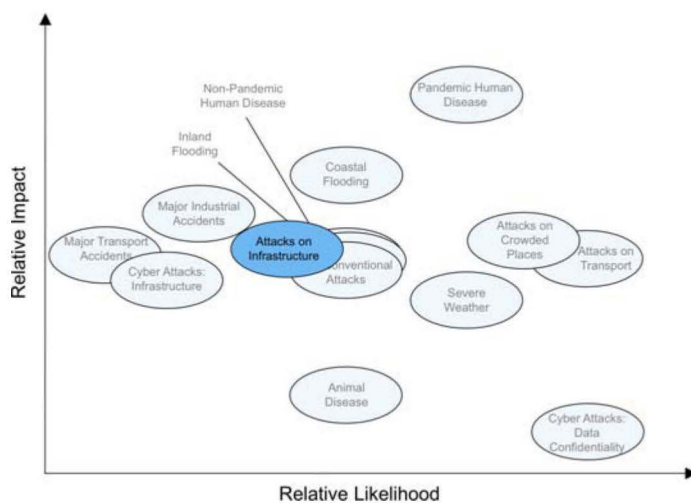 Non-Pandemic
Human Disease
Pandemic Human
Disease
Inland
Flooding
Coastal
Flooding
Major Industrial
Accidents
Attacks on
Infrastructure
Attacks on
Crowded
Places
Major Transport
Accidents
Attacks on
Transport
Cyber Attacks:
Infrastructure
onventional
Attacks
Severe
Weather
Animal
Disease
Cyber Attacks:
Data
Confidentiality
Relative Impact
Relative Likelihood